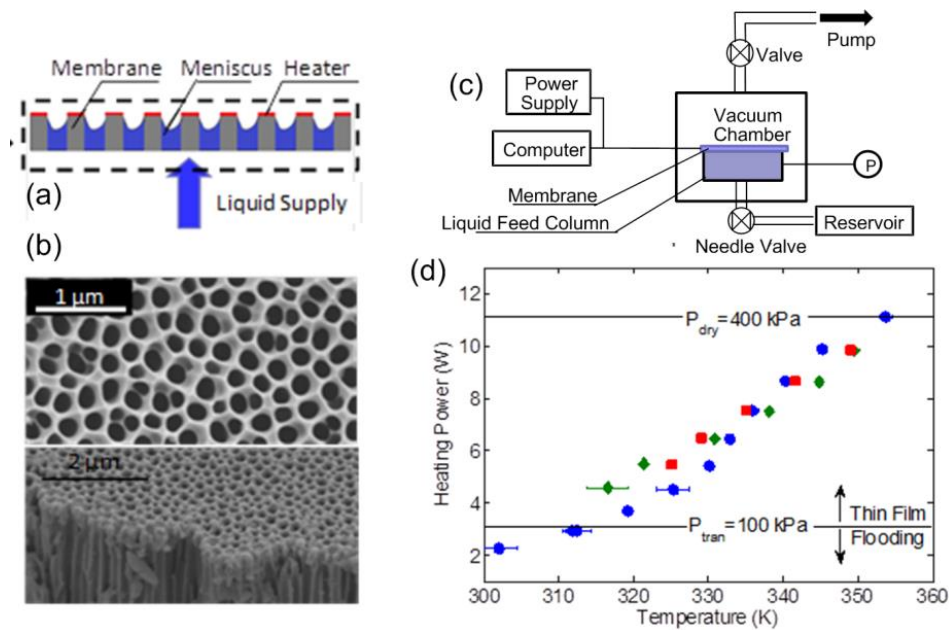 Membrane Meniscus Heater
(a)
Liquid Supply
(b)
1 µm
2 µm
(c)
Pump
Valve
Power
Supply
Vacuum
Chamber
Computer
P
Membrane
Liquid Feed Column
Reservoir
Needle Valve
(d)
12
10
8
6
4
2
Heating Power (W)
P dry = 400 kPa
P tran = 100 kPa
Thin Film
Flooding
300 310 320 330 340 350 360
Temperature (K)